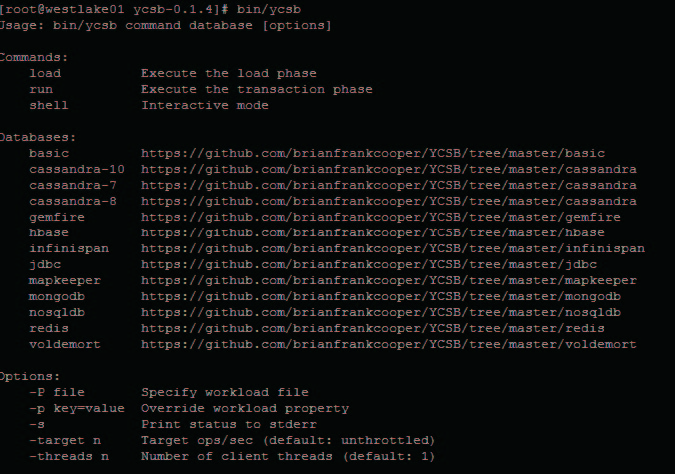 [root@westlake01 ycsb-0.1.4]# bin/ycsb
Usage: bin/ycsb command database [options]

Commands:
    load          Execute the load phase
    run           Execute the transaction phase
    shell         Interactive mode

Databases:
    basic         https://github.com/brianfrankcooper/YCSB/tree/master/basic
    cassandra-10  https://github.com/brianfrankcooper/YCSB/tree/master/cassandra
    cassandra-7   https://github.com/brianfrankcooper/YCSB/tree/master/cassandra
    cassandra-8   https://github.com/brianfrankcooper/YCSB/tree/master/cassandra
    gemfire       https://github.com/brianfrankcooper/YCSB/tree/master/gemfire
    hbase         https://github.com/brianfrankcooper/YCSB/tree/master/hbase
    infinispan    https://github.com/brianfrankcooper/YCSB/tree/master/infinispan
    jdbc          https://github.com/brianfrankcooper/YCSB/tree/master/jdbc
    mapkeeper     https://github.com/brianfrankcooper/YCSB/tree/master/mapkeeper
    mongodb       https://github.com/brianfrankcooper/YCSB/tree/master/mongodb
    nosqldb       https://github.com/brianfrankcooper/YCSB/tree/master/nosqldb
    redis         https://github.com/brianfrankcooper/YCSB/tree/master/redis
    voldemort     https://github.com/brianfrankcooper/YCSB/tree/master/voldemort

Options:
    -P file       Specify workload file
    -p key=value  Override workload property
    -s            Print status to stderr
    -target n     Target ops/sec (default: unthrottled)
    -threads n    Number of client threads (default: 1)